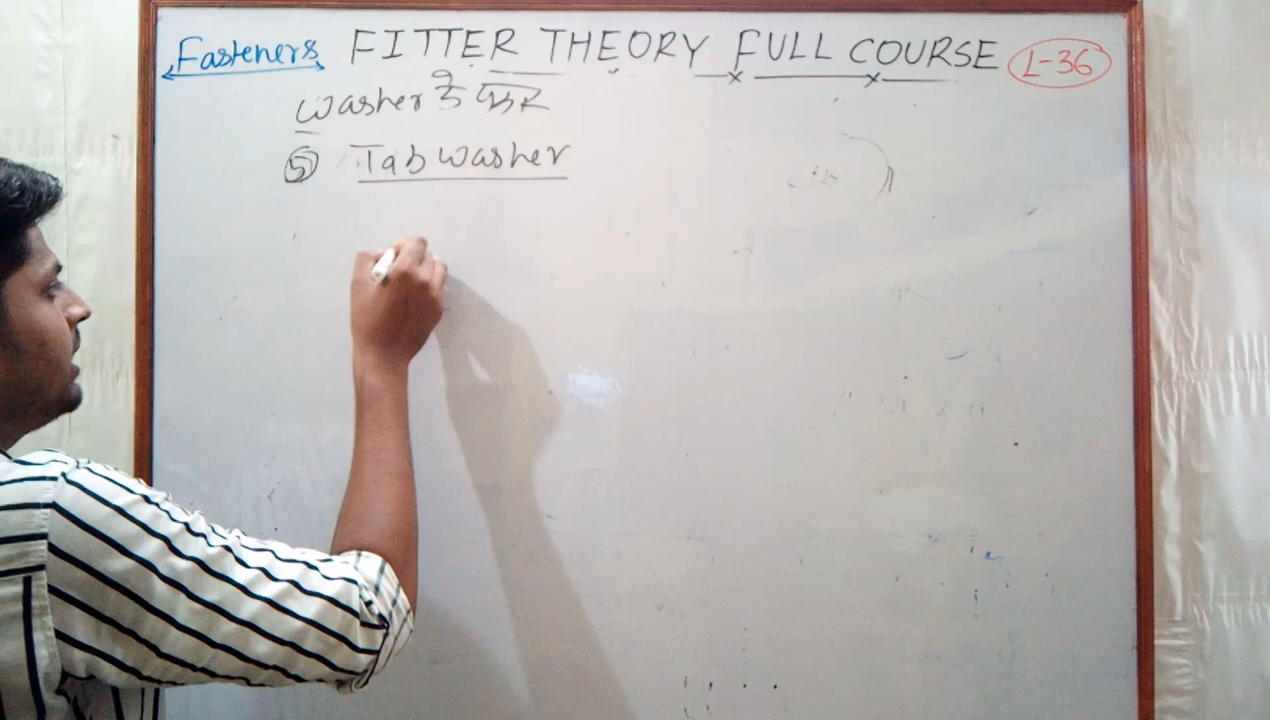 Fasteners FITTER THEORY FULL COURSE L-36
Washer के प्रकार
⑤ Tab washer